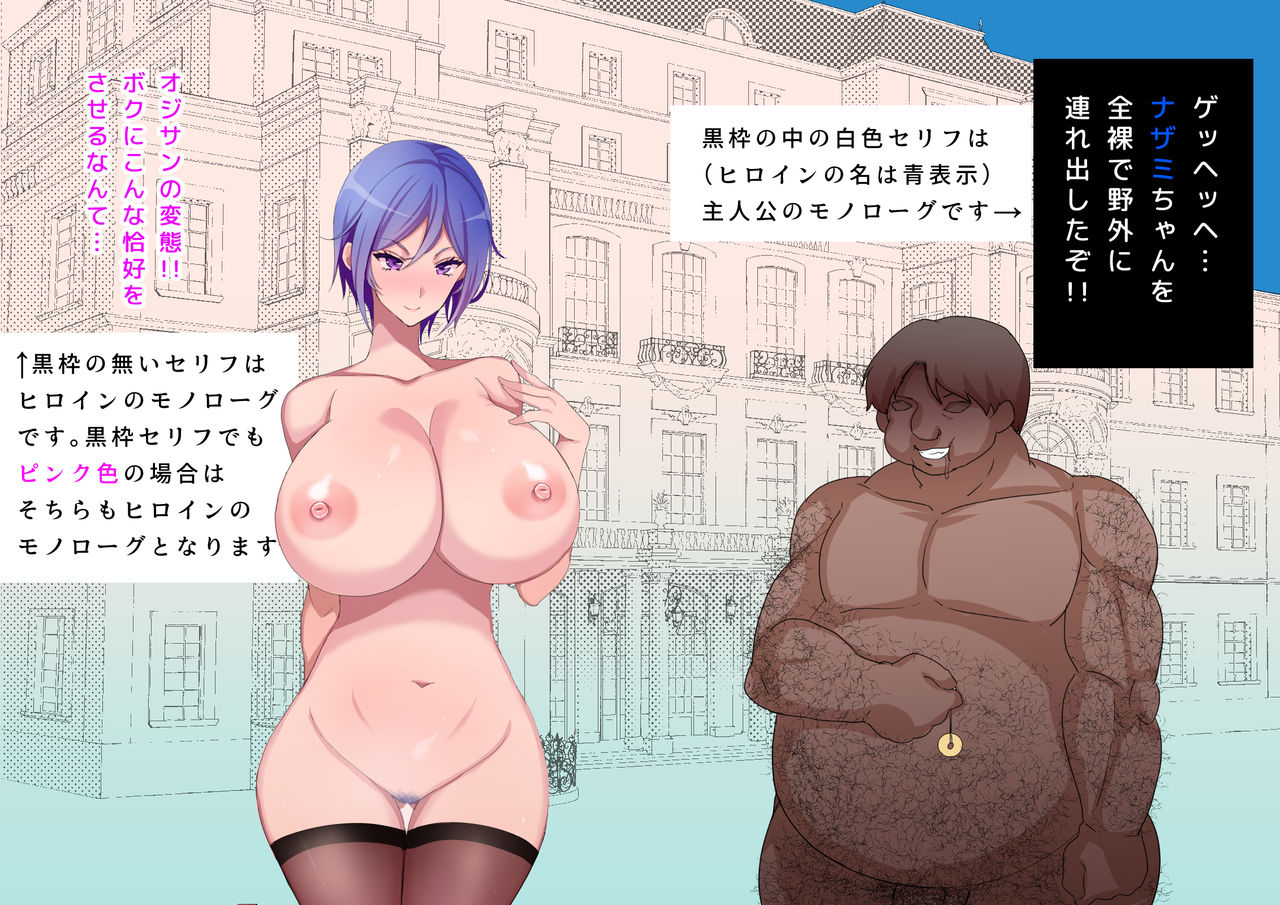 ゲッヘッヘ…
ナザミちゃんを
全裸で野外に
連れ出したぞ!!
黒枠の中の白色セリフは
(ヒロインの名は青表示)
主人公のモノローグです→
オジサンの変態!!
ボクにこんな恰好を
させるなんて…
↑黒枠の無いセリフは
ヒロインのモノローグ
です。黒枠セリフでも
ピンク色の場合は
そちらもヒロインの
モノローグとなります